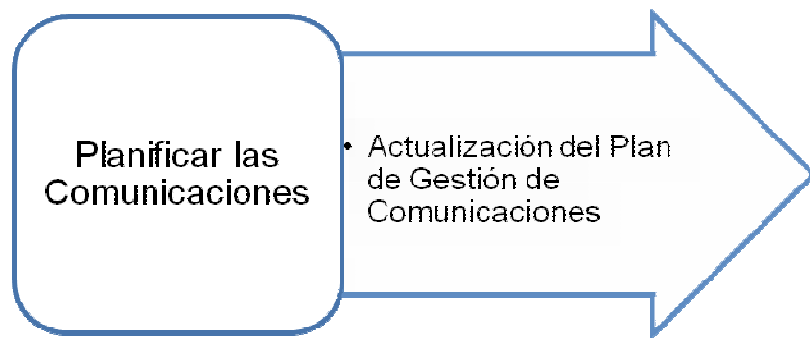 Planificar las
Comunicaciones
• Actualización del Plan
de Gestión de
Comunicaciones